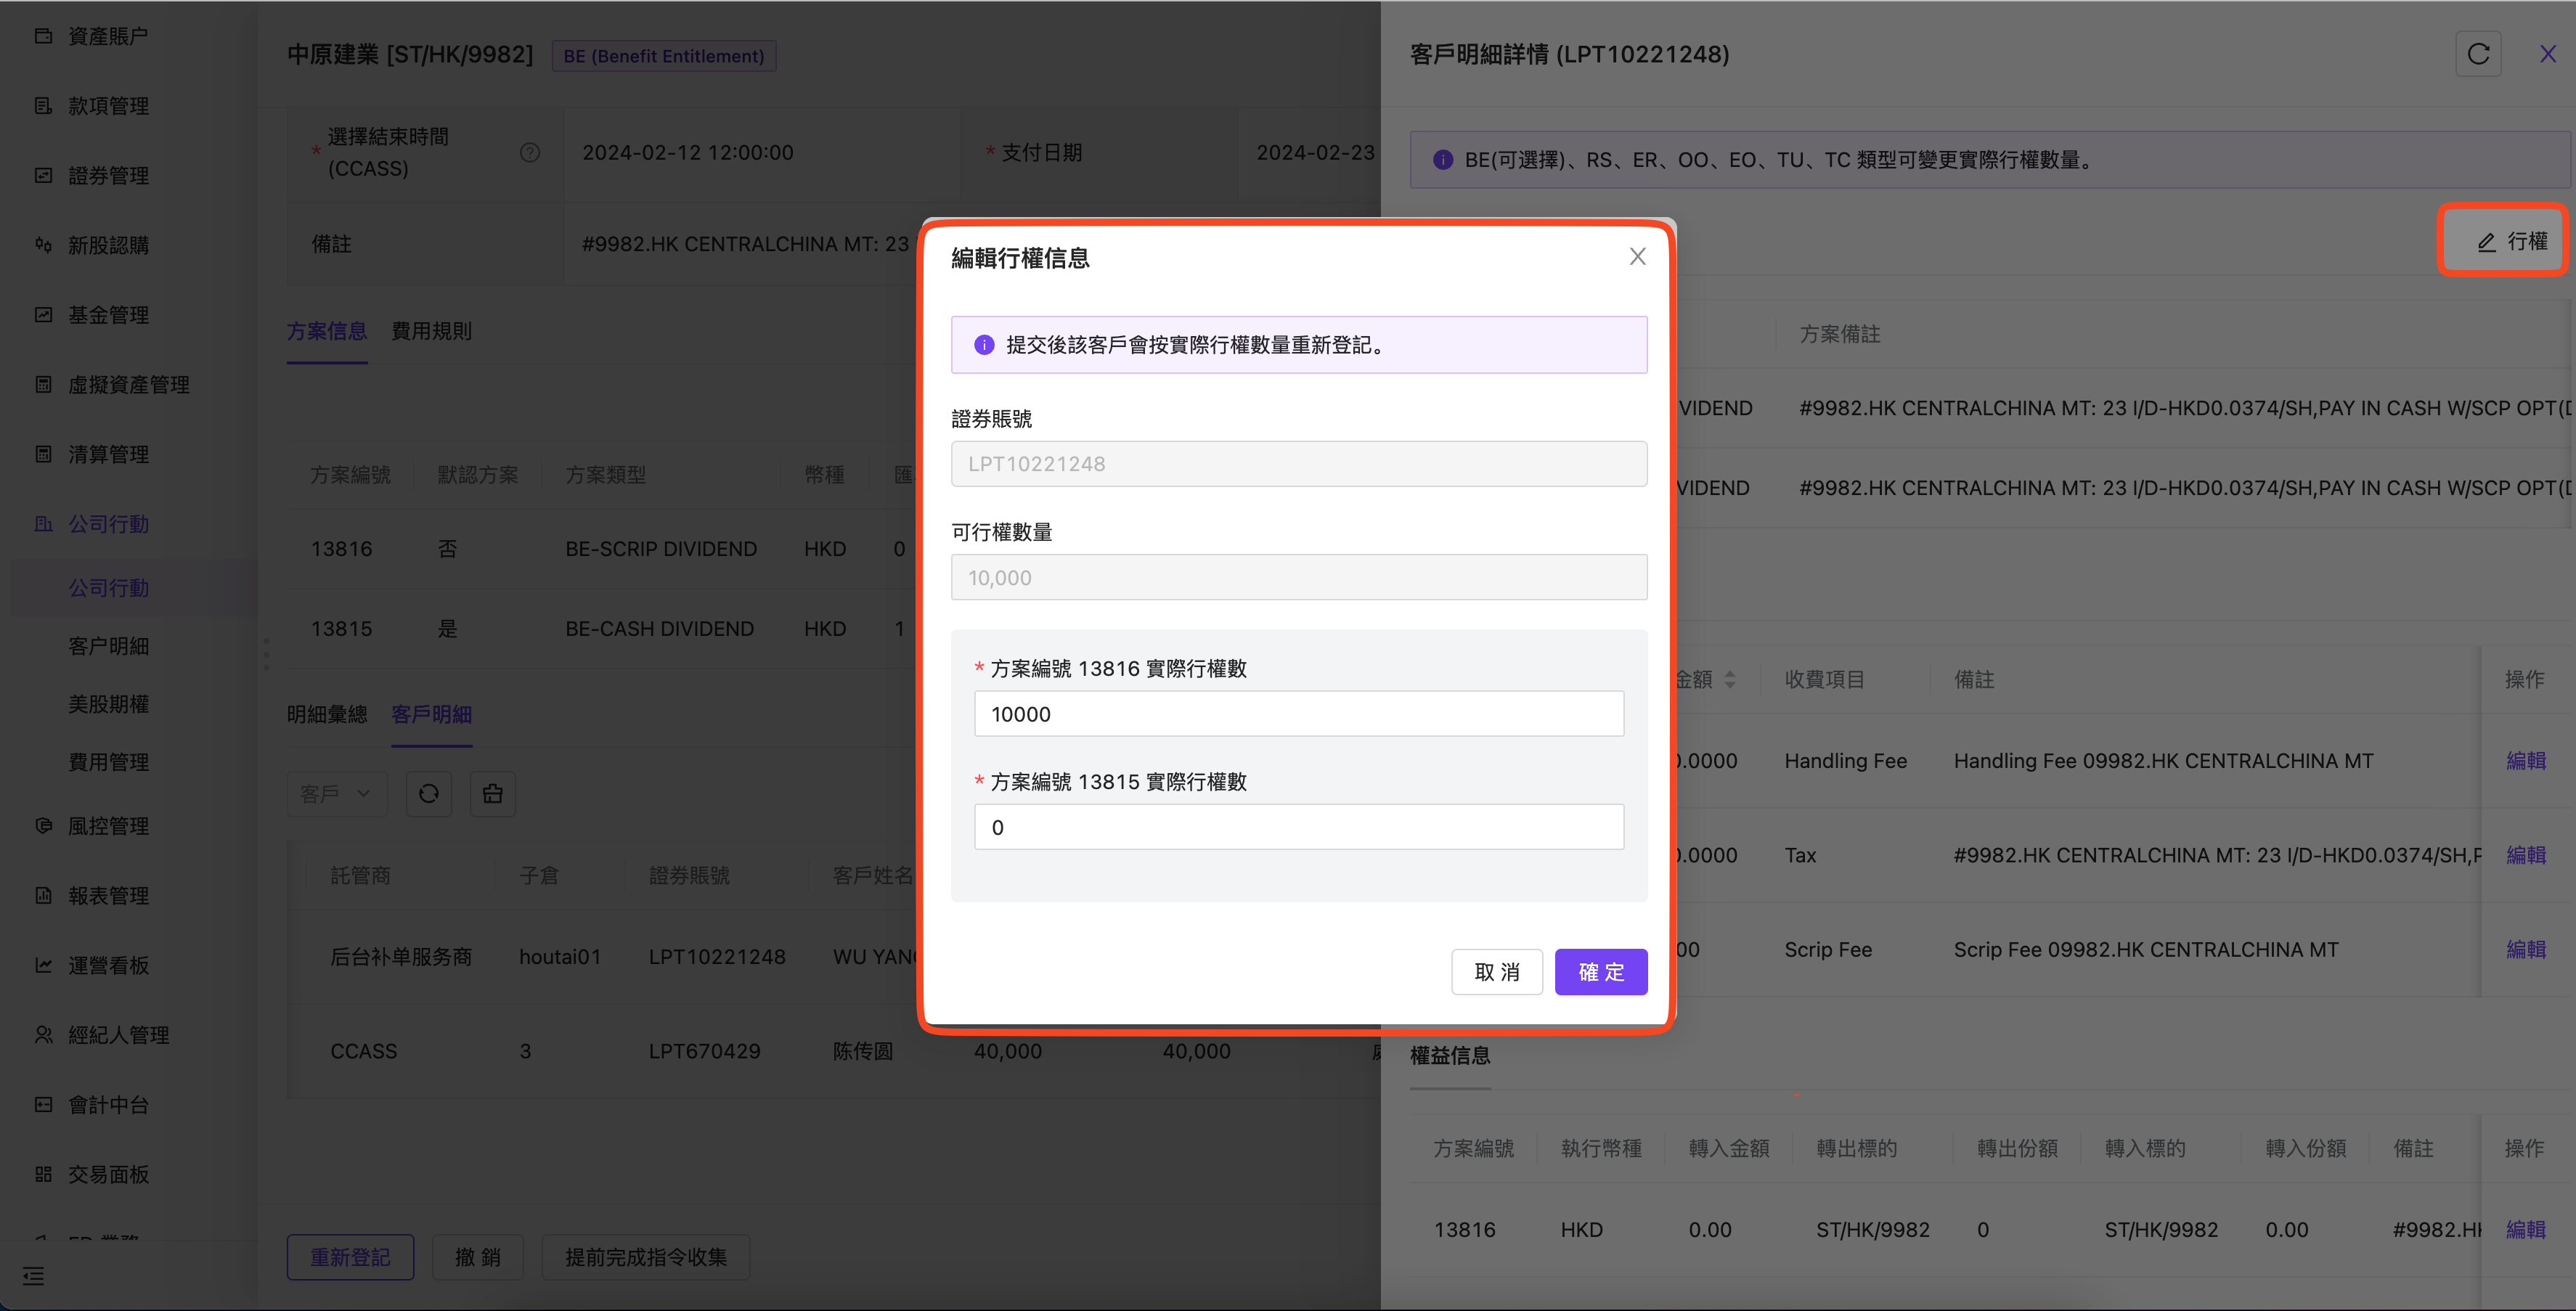 資產賬户
款項管理
證券管理
新股認購
基金管理
虛擬資產管理
清算管理
公司行動
公司行動
客户明細
美股期權
費用管理
風控管理
報表管理
運營看板
經紀人管理
會計中台
交易面板
中原建業 [ST/HK/9982] BE (Benefit Entitlement)
* 選擇結束時間 (CCASS) 2024-02-12 12:00:00 * 支付日期 2024-02-23
備註 #9982.HK CENTRALCHINA MT: 23
方案信息 費用規則
方案編號 默認方案 方案類型 幣種 匯
13816 否 BE-SCRIP DIVIDEND HKD 0
13815 是 BE-CASH DIVIDEND HKD 1
明細彙總 客戶明細
客戶
託管商 子倉 證券賬號 客戶姓名
后台补单服务商 houtai01 LPT10221248 WU YAN
CCASS 3 LPT670429 陈传圆 40,000 40,000
重新登記 撤 銷 提前完成指令收集
編輯行權信息
提交後該客戶會按實際行權數量重新登記。
證券賬號
LPT10221248
可行權數量
10,000
* 方案編號 13816 實際行權數
10000
* 方案編號 13815 實際行權數
0
取 消 確 定
客戶明細詳情 (LPT10221248)
BE(可選擇)、RS、ER、OO、EO、TU、TC 類型可變更實際行權數量。
行權
方案備註
VIDEND #9982.HK CENTRALCHINA MT: 23 I/D-HKD0.0374/SH,PAY IN CASH W/SCP OPT(D
VIDEND #9982.HK CENTRALCHINA MT: 23 I/D-HKD0.0374/SH,PAY IN CASH W/SCP OPT(D
金額 收費項目 備註 操作
0.0000 Handling Fee Handling Fee 09982.HK CENTRALCHINA MT 編輯
0.0000 Tax #9982.HK CENTRALCHINA MT: 23 I/D-HKD0.0374/SH,P 編輯
00 Scrip Fee Scrip Fee 09982.HK CENTRALCHINA MT 編輯
權益信息
方案編號 執行幣種 轉入金額 轉出標的 轉出份額 轉入標的 轉入份額 備註 操作
13816 HKD 0.00 ST/HK/9982 0 ST/HK/9982 0.00 #9982.H 編輯